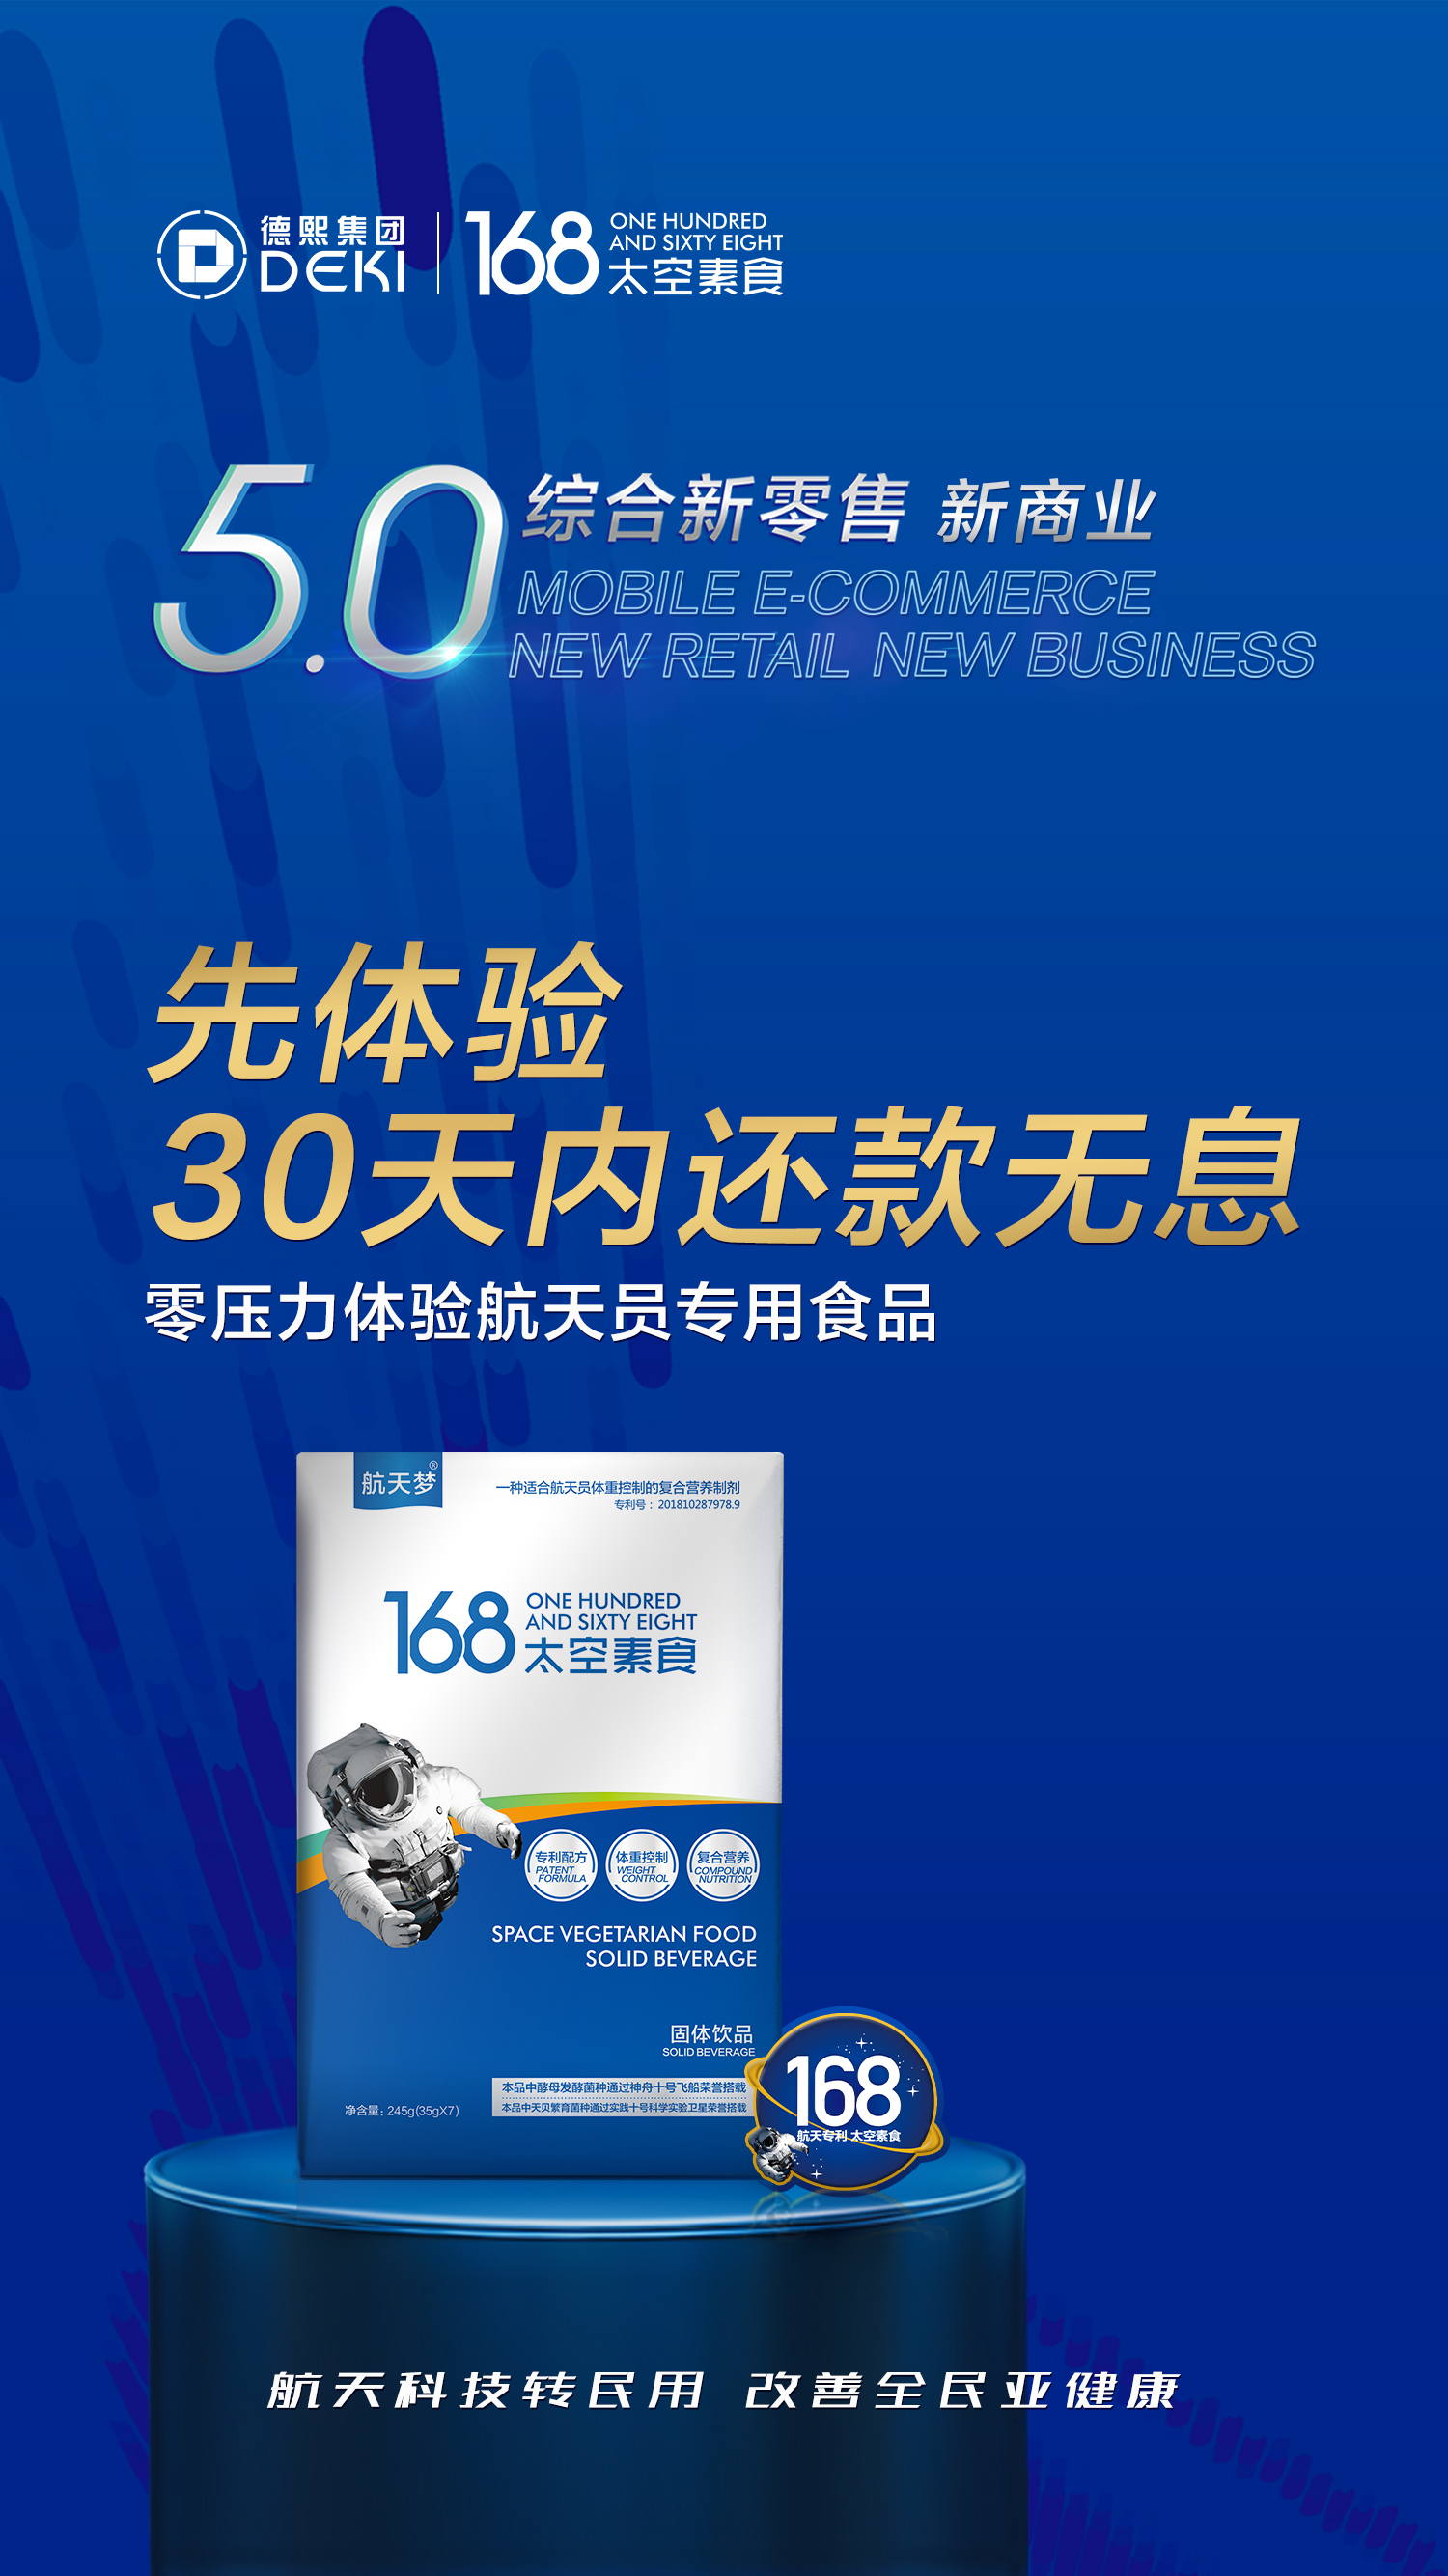 德熙集团
DEKI
168
ONE HUNDRED
AND SIXTY EIGHT
太空素食
5.0
综合新零售 新商业
MOBILE E-COMMERCE
NEW RETAIL NEW BUSINESS
先体验
30天内还款无息
零压力体验航天员专用食品
航天梦®
一种适合航天员体重控制的复合营养制剂
专利号：201810287978.9
168
ONE HUNDRED
AND SIXTY EIGHT
太空素食
专利配方
PATENT
FORMULA
体重控制
WEIGHT
CONTROL
复合营养
COMPOUND
NUTRITION
SPACE VEGETARIAN FOOD
SOLID BEVERAGE
固体饮品
SOLID BEVERAGE
本品中酵母发酵菌种通过神舟十号飞船荣誉搭载
本品中天贝繁育菌种通过实践十号科学实验卫星荣誉搭载
净含量：245g(35gX7)
168
航天专利 太空素食
航天科技转民用 改善全民亚健康